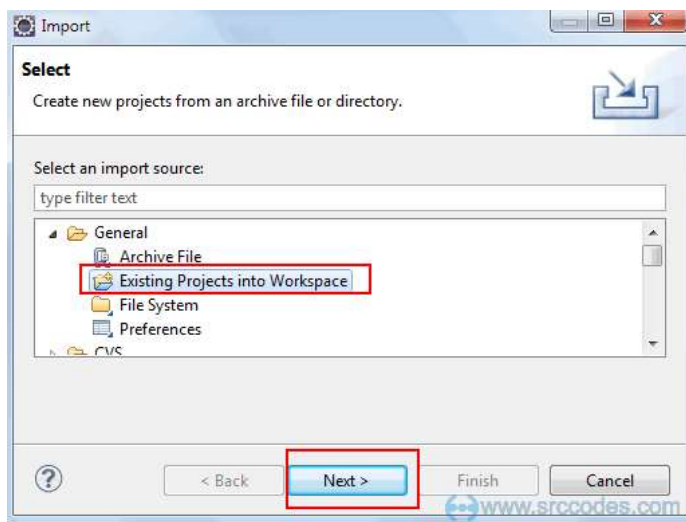 Import
Select
Create new projects from an archive file or directory.
Select an import source:
type filter text
General
Archive File
Existing Projects into Workspace
File System
Preferences
CVS
?
< Back
Next >
Finish
Cancel
www.srccodes.com